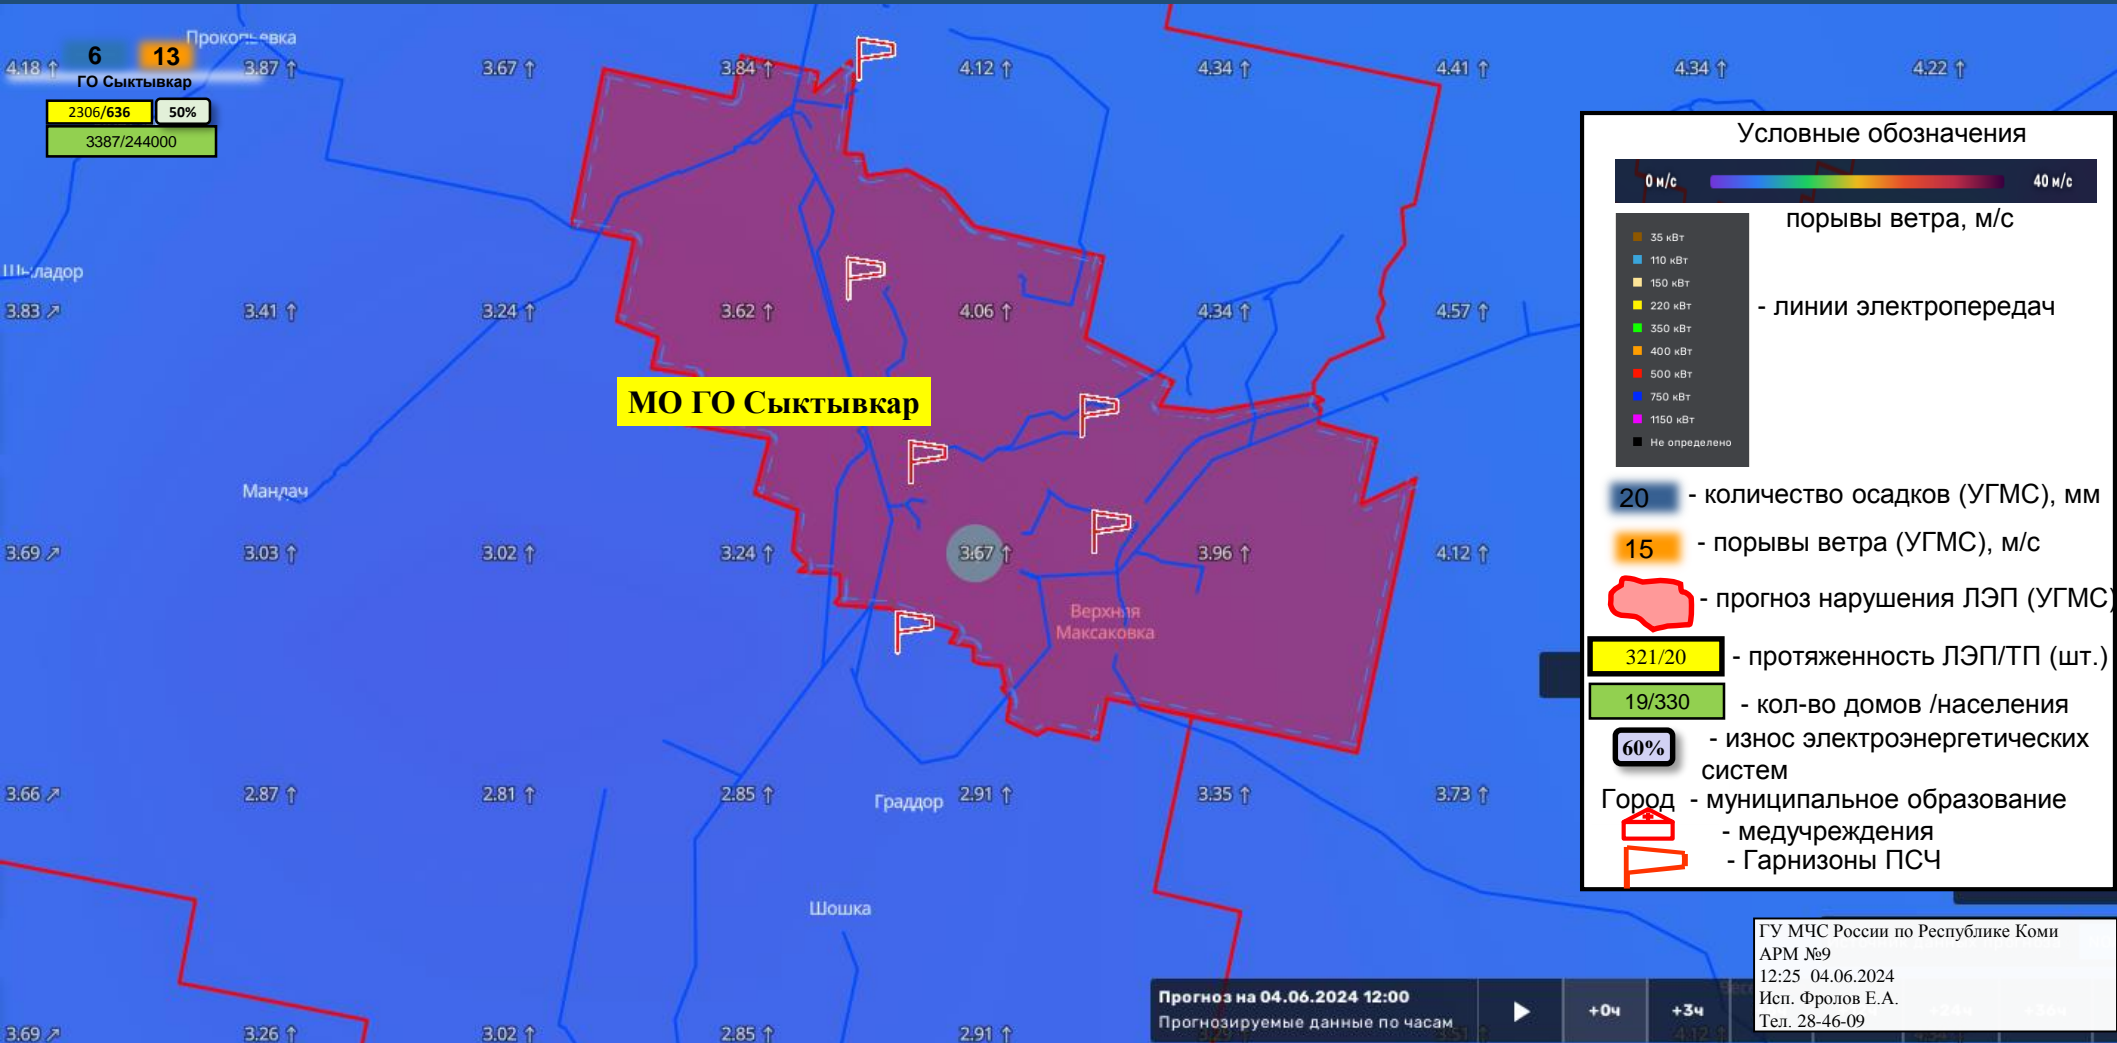 Прокопьевка
6 13
4.18 ↑ 3.87 ↑ 3.67 ↑ 3.84 ↑ 4.12 ↑ 4.34 ↑ 4.41 ↑ 4.34 ↑ 4.22 ↑
ГО Сыктывкар
2306/636 50%
3387/244000
Шыладор
3.83 ↗ 3.41 ↑ 3.24 ↑ 3.62 ↑ 4.06 ↑ 4.34 ↑ 4.57 ↑
МО ГО Сыктывкар
Мандач
3.69 ↗ 3.03 ↑ 3.02 ↑ 3.24 ↑ 3.67 ↑ 3.96 ↑ 4.12 ↑
Верхняя
Максаковка
3.66 ↗ 2.87 ↑ 2.81 ↑ 2.85 ↑ 2.91 ↑ 3.35 ↑ 3.73 ↑
Граддор
Шошка
3.69 ↗ 3.26 ↑ 3.02 ↑ 2.85 ↑ 2.91 ↑
Условные обозначения
0 м/с 40 м/с
порывы ветра, м/с
35 кВт
110 кВт
150 кВт
220 кВт
350 кВт
400 кВт
500 кВт
750 кВт
1150 кВт
Не определено
- линии электропередач
20 - количество осадков (УГМС), мм
15 - порывы ветра (УГМС), м/с
- прогноз нарушения ЛЭП (УГМС)
321/20 - протяженность ЛЭП/ТП (шт.)
19/330 - кол-во домов /населения
60% - износ электроэнергетических
систем
Город - муниципальное образование
- медучреждения
- Гарнизоны ПСЧ
Прогноз на 04.06.2024 12:00
Прогнозируемые данные по часам
+0ч +3ч
ГУ МЧС России по Республике Коми
АРМ №9
12:25 04.06.2024
Исп. Фролов Е.А.
Тел. 28-46-09